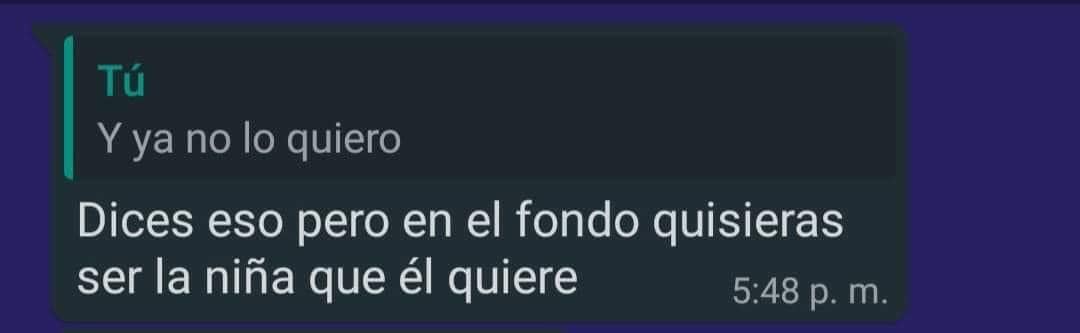 Tú
Y ya no lo quiero
Dices eso pero en el fondo quisieras
ser la niña que él quiere
5:48 p. m.